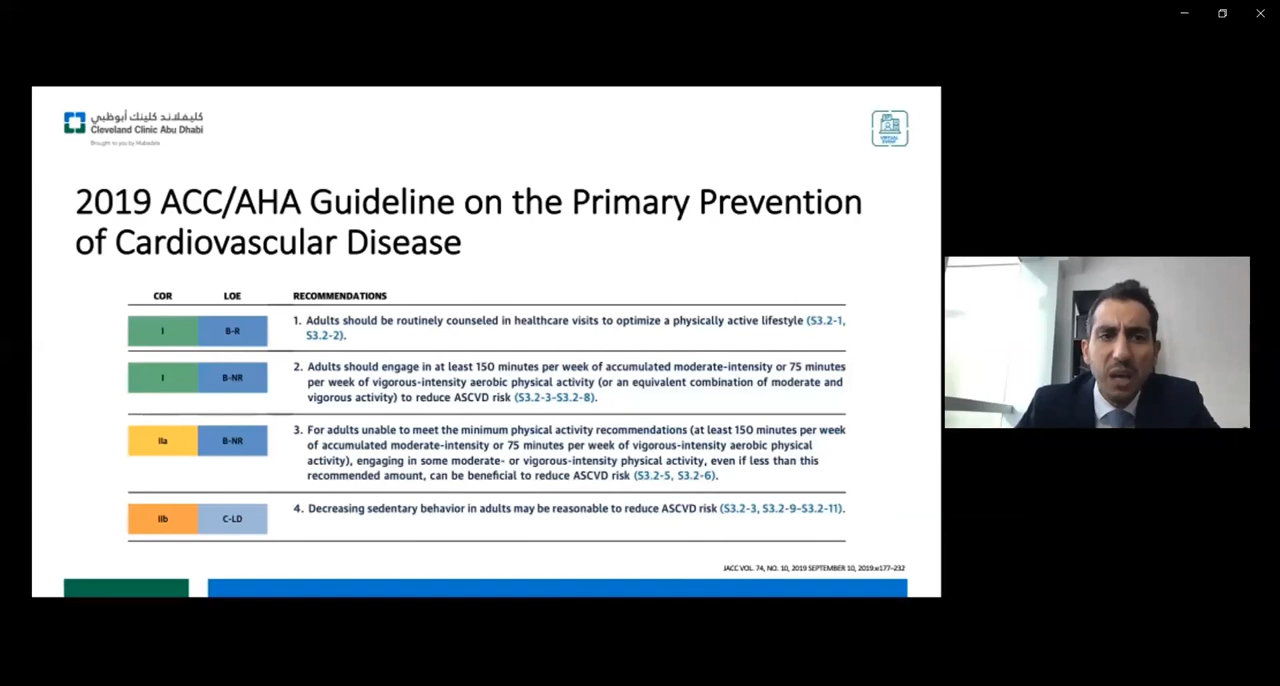 كليفلاند كلينك أبوظبي
Cleveland Clinic Abu Dhabi
Brought to you by Mubadala
VIRTUAL
EVENT
2019 ACC/AHA Guideline on the Primary Prevention
of Cardiovascular Disease
COR LOE RECOMMENDATIONS
I B-R 1. Adults should be routinely counseled in healthcare visits to optimize a physically active lifestyle (S3.2-1,
S3.2-2).
I B-NR 2. Adults should engage in at least 150 minutes per week of accumulated moderate-intensity or 75 minutes
per week of vigorous-intensity aerobic physical activity (or an equivalent combination of moderate and
vigorous activity) to reduce ASCVD risk (S3.2-3–S3.2-8).
IIa B-NR 3. For adults unable to meet the minimum physical activity recommendations (at least 150 minutes per week
of accumulated moderate-intensity or 75 minutes per week of vigorous-intensity aerobic physical
activity), engaging in some moderate- or vigorous-intensity physical activity, even if less than this
recommended amount, can be beneficial to reduce ASCVD risk (S3.2-5, S3.2-6).
IIb C-LD 4. Decreasing sedentary behavior in adults may be reasonable to reduce ASCVD risk (S3.2-3, S3.2-9–S3.2-11).
JACC VOL. 74, NO. 10, 2019 SEPTEMBER 10, 2019:e177–232